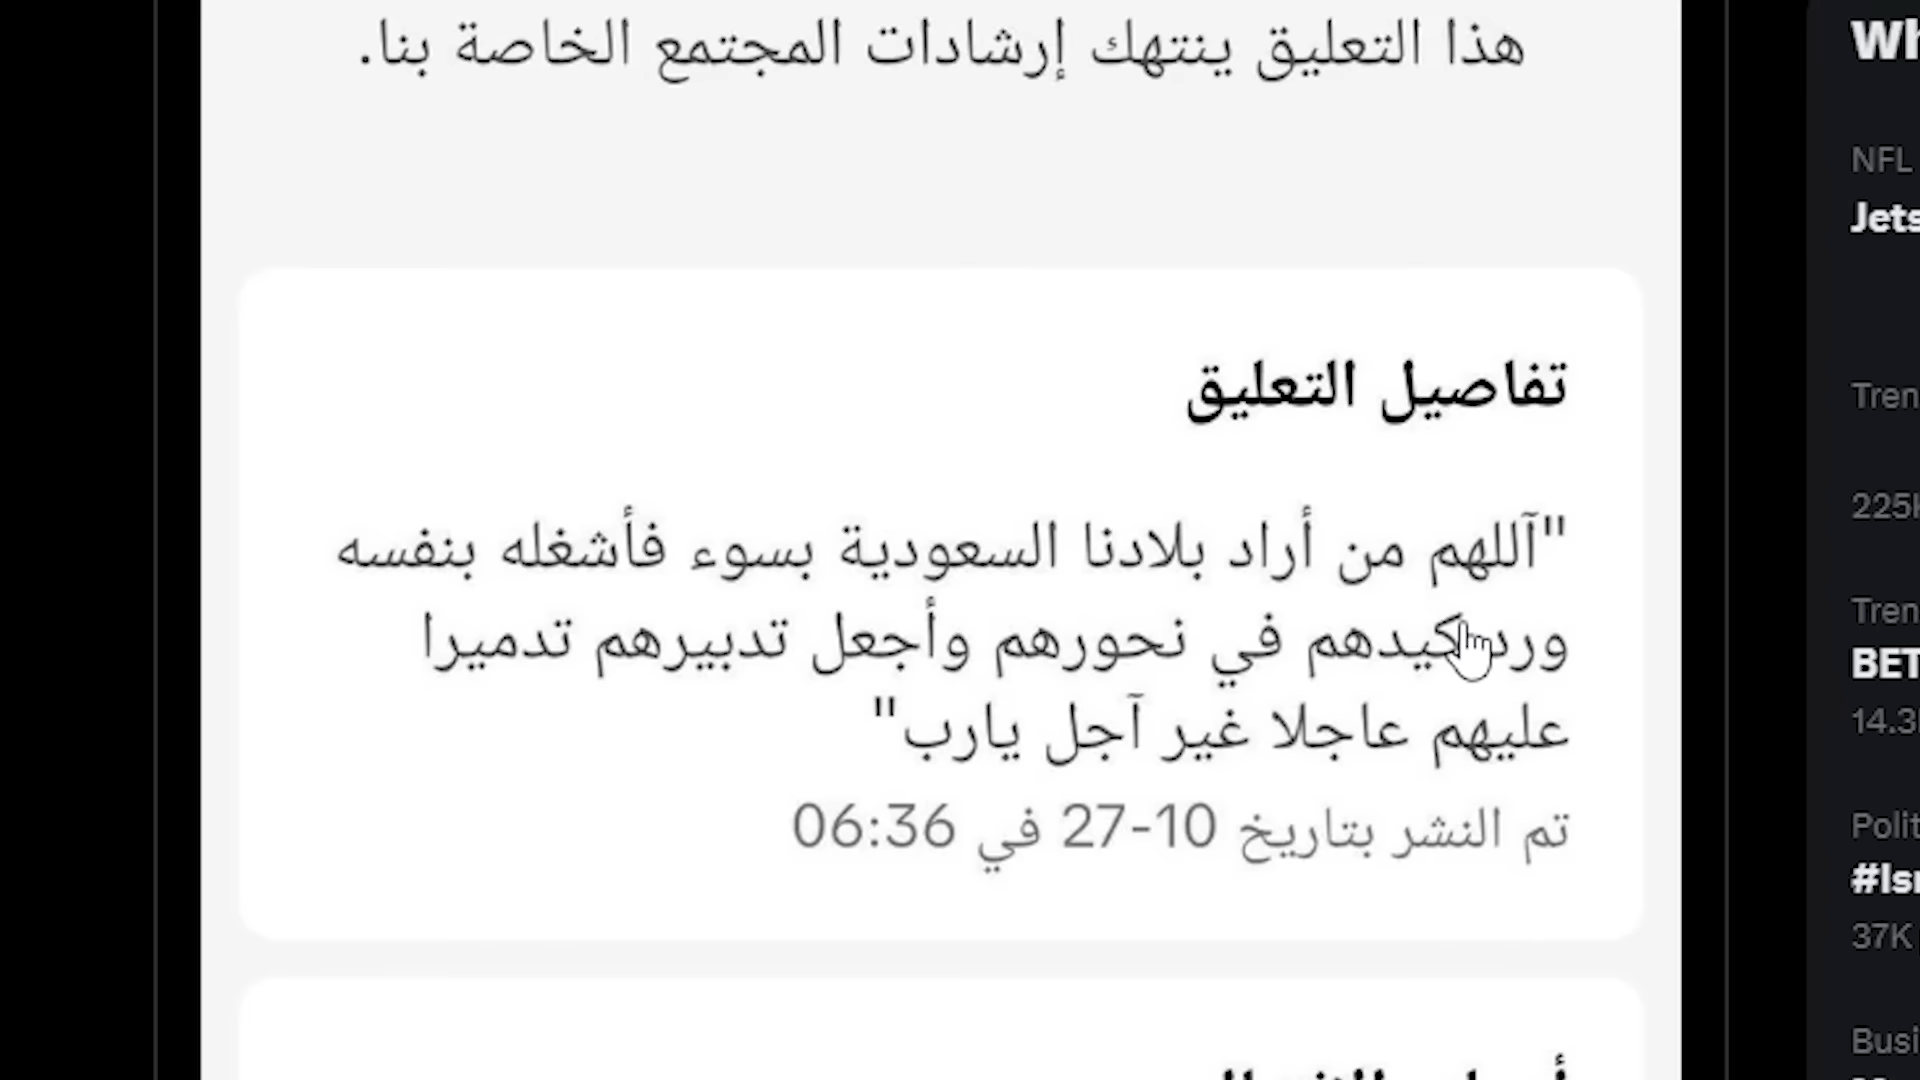 هذا التعليق ينتهك إرشادات المجتمع الخاصة بنا.
تفاصيل التعليق
"آللهم من أراد بلادنا السعودية بسوء فأشغله بنفسه
ورد كيدهم في نحورهم وأجعل تدبيرهم تدميرا
عليهم عاجلا غير آجل يارب"
تم النشر بتاريخ 10-27 في 06:36
Wh
NFL
Jets
Tren
225K
Tren
BET
14.3
Polit
#Isr
37K
Busi